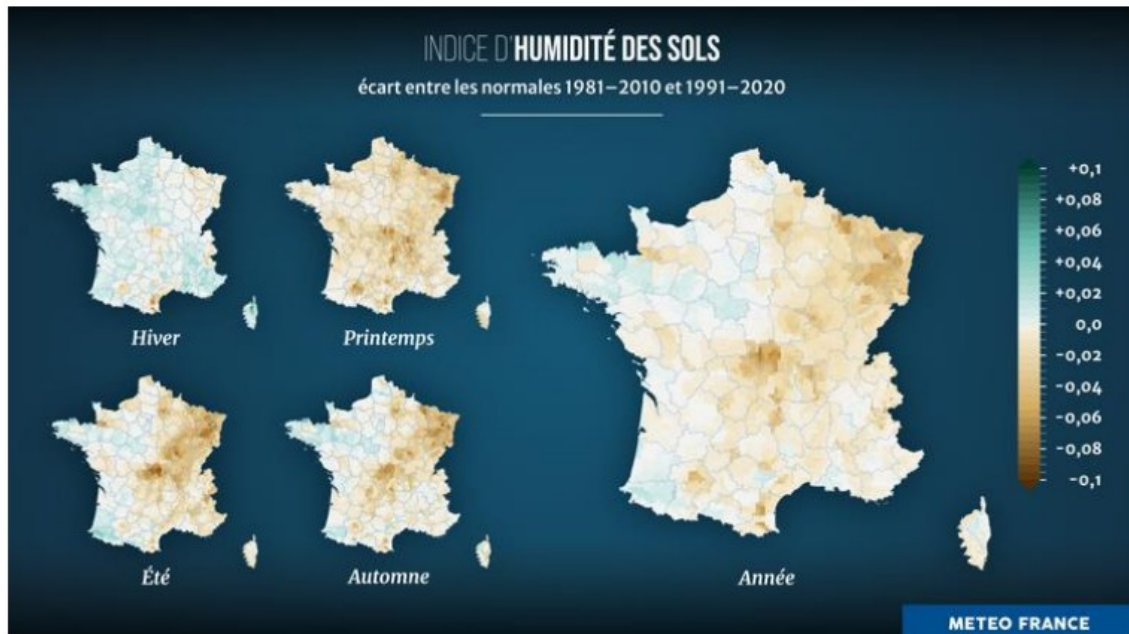 INDICE D'HUMIDITÉ DES SOLS
écart entre les normales 1981–2010 et 1991–2020
Hiver
Printemps
Été
Automne
Année
+0,1
+0,08
+0,06
+0,04
+0,02
0,0
-0,02
-0,04
-0,06
-0,08
-0,1
METEO FRANCE